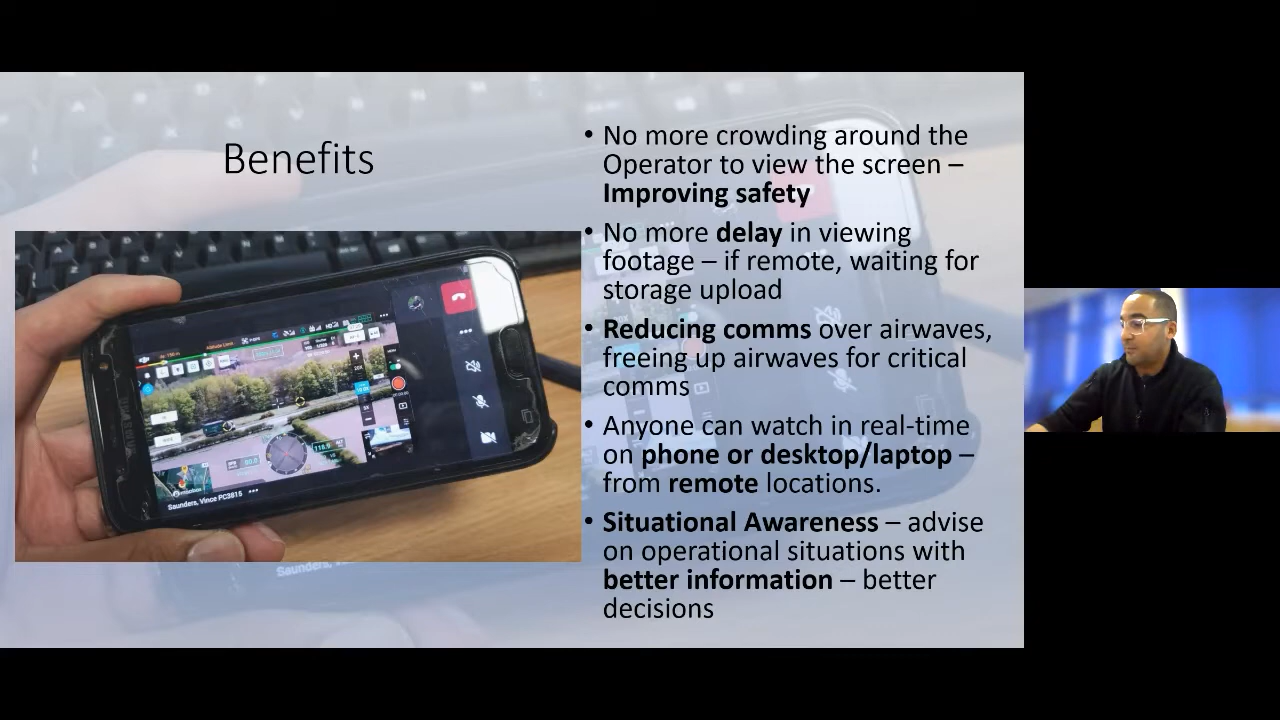 Benefits
• No more crowding around the
Operator to view the screen –
Improving safety
• No more delay in viewing
footage – if remote, waiting for
storage upload
• Reducing comms over airwaves,
freeing up airwaves for critical
comms
• Anyone can watch in real-time
on phone or desktop/laptop –
from remote locations.
• Situational Awareness – advise
on operational situations with
better information – better
decisions
Saunders, Vince PC3815
SAMSUNG
Saunders, Vi